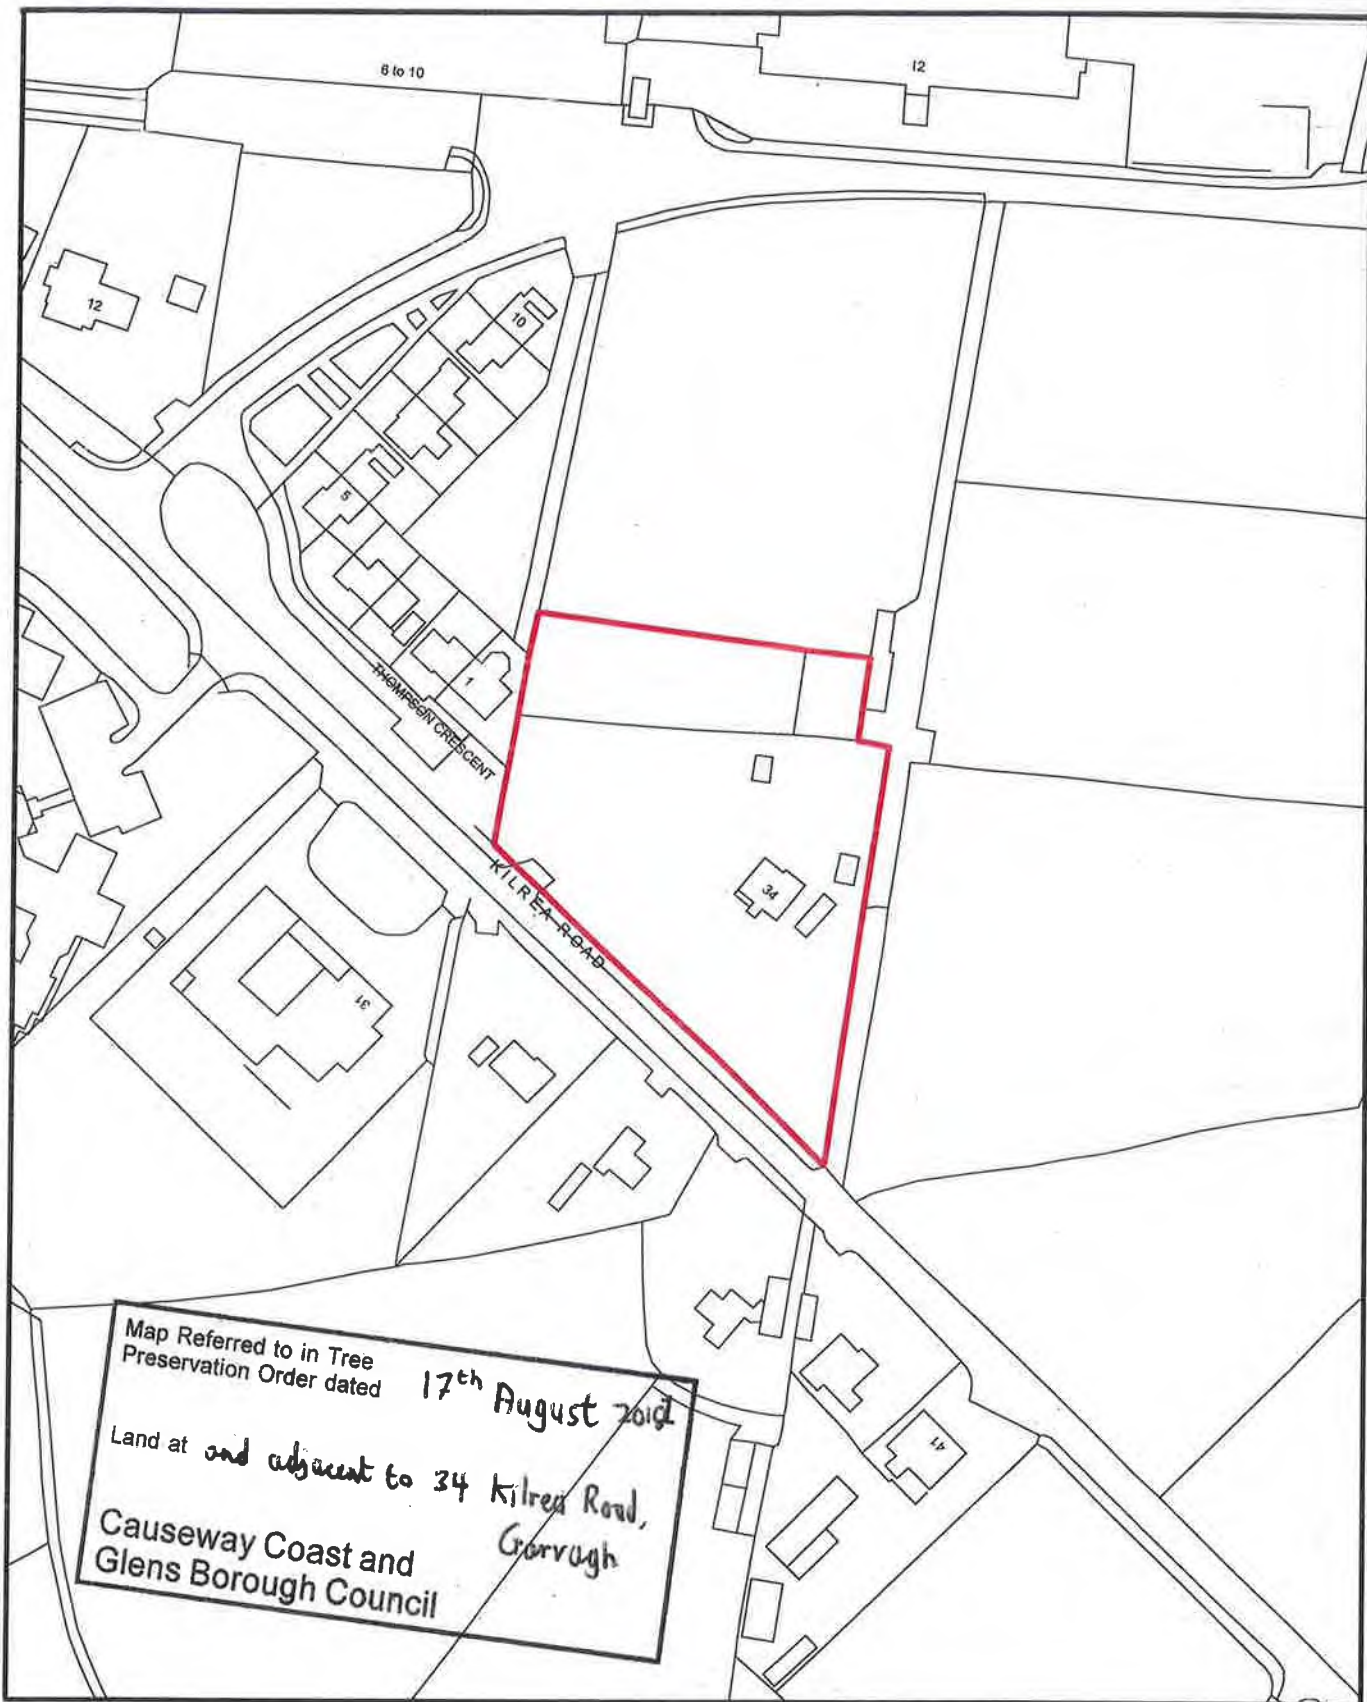 6 to 10
12
12
10
5
1
THOMPSON CRESCENT
KILREA ROAD
34
31
41
Map Referred to in Tree
Preservation Order dated 17th August
Land at and adjacent to 34 Kilrea Road,
Garvagh
Causeway Coast and
Glens Borough Council